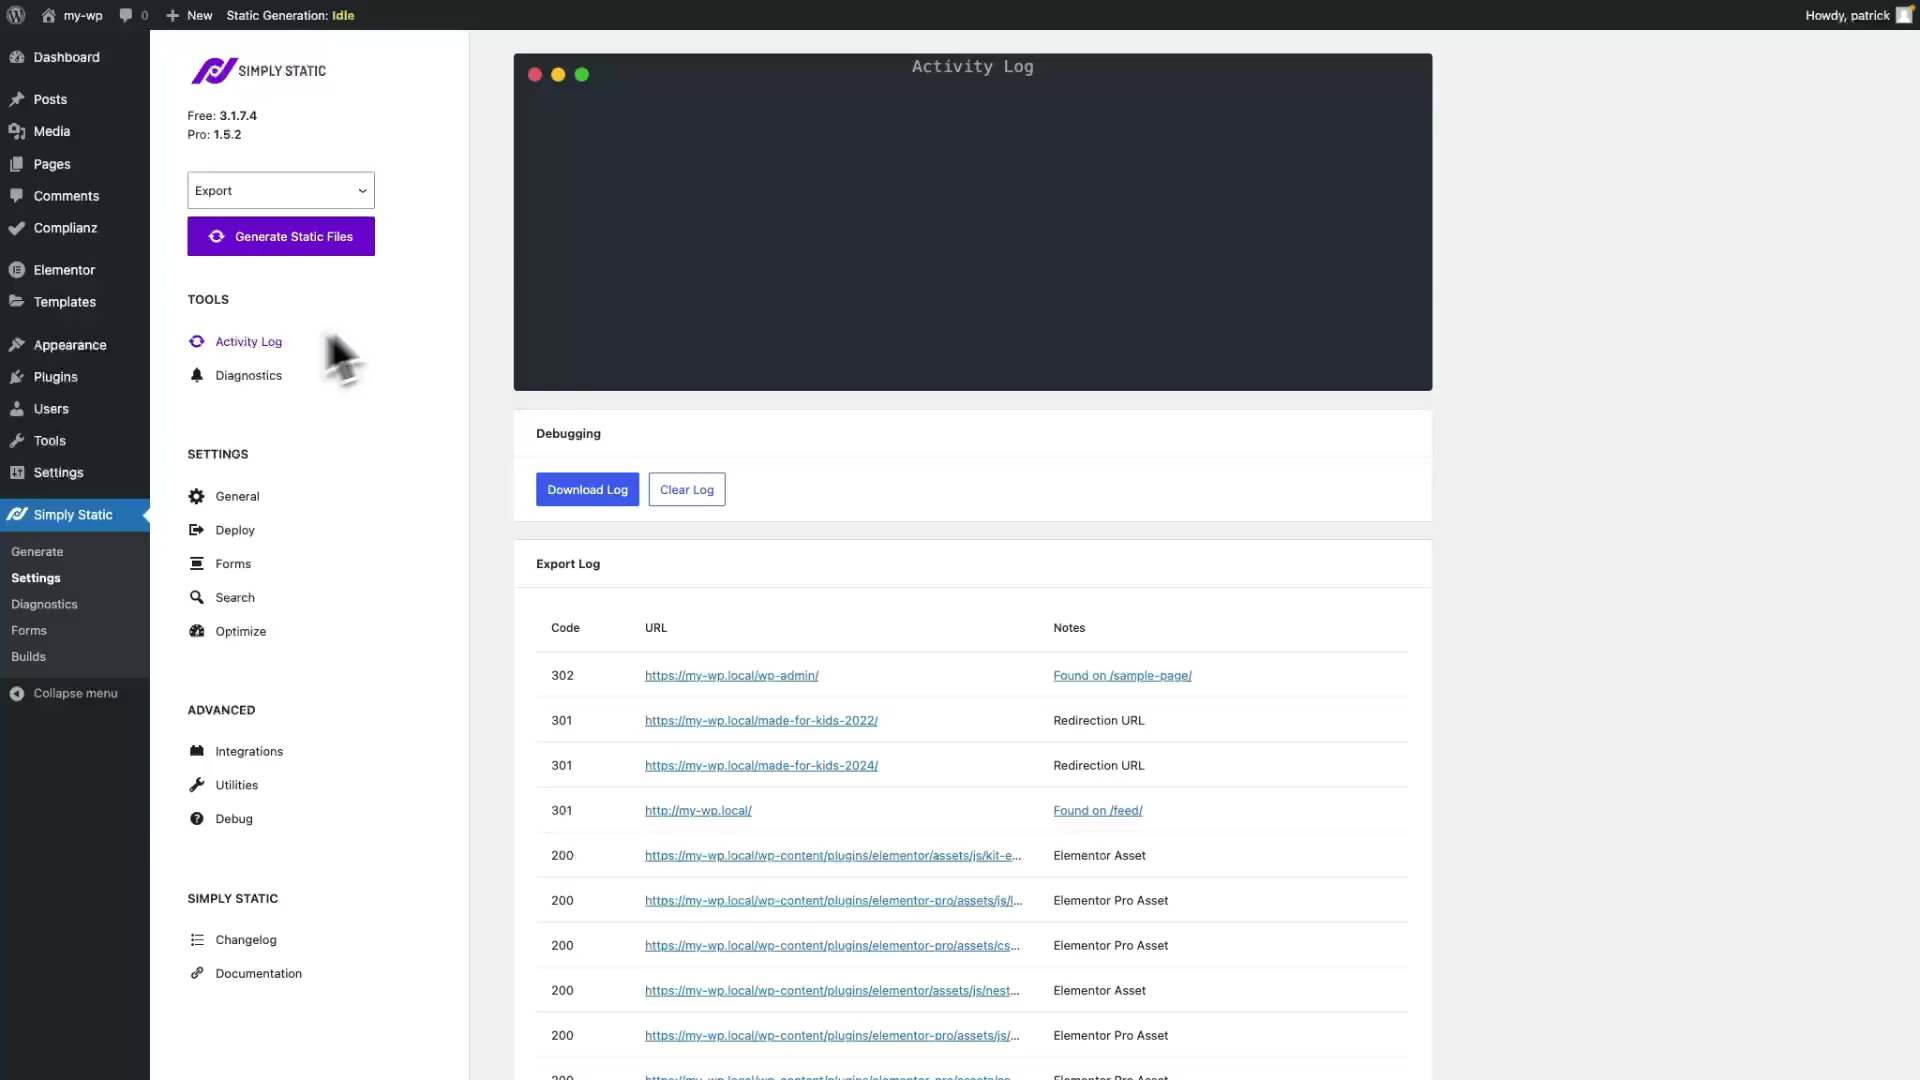 my-wp
0
New
Static Generation: Idle
Howdy, patrick
Dashboard
Posts
Media
Pages
Comments
Complianz
Elementor
Templates
Appearance
Plugins
Users
Tools
Settings
Simply Static
Generate
Settings
Diagnostics
Forms
Builds
Collapse menu
SIMPLY STATIC
Free: 3.1.7.4
Pro: 1.5.2
Export
Generate Static Files
TOOLS
Activity Log
Diagnostics
SETTINGS
General
Deploy
Forms
Search
Optimize
ADVANCED
Integrations
Utilities
Debug
SIMPLY STATIC
Changelog
Documentation
Activity Log
Debugging
Download Log
Clear Log
Export Log
Code URL Notes
302 https://my-wp.local/wp-admin/ Found on /sample-page/
301 https://my-wp.local/made-for-kids-2022/ Redirection URL
301 https://my-wp.local/made-for-kids-2024/ Redirection URL
301 http://my-wp.local/ Found on /feed/
200 https://my-wp.local/wp-content/plugins/elementor/assets/js/kit-e... Elementor Asset
200 https://my-wp.local/wp-content/plugins/elementor-pro/assets/js/l... Elementor Pro Asset
200 https://my-wp.local/wp-content/plugins/elementor-pro/assets/cs... Elementor Pro Asset
200 https://my-wp.local/wp-content/plugins/elementor/assets/js/nest... Elementor Asset
200 https://my-wp.local/wp-content/plugins/elementor-pro/assets/js/... Elementor Pro Asset